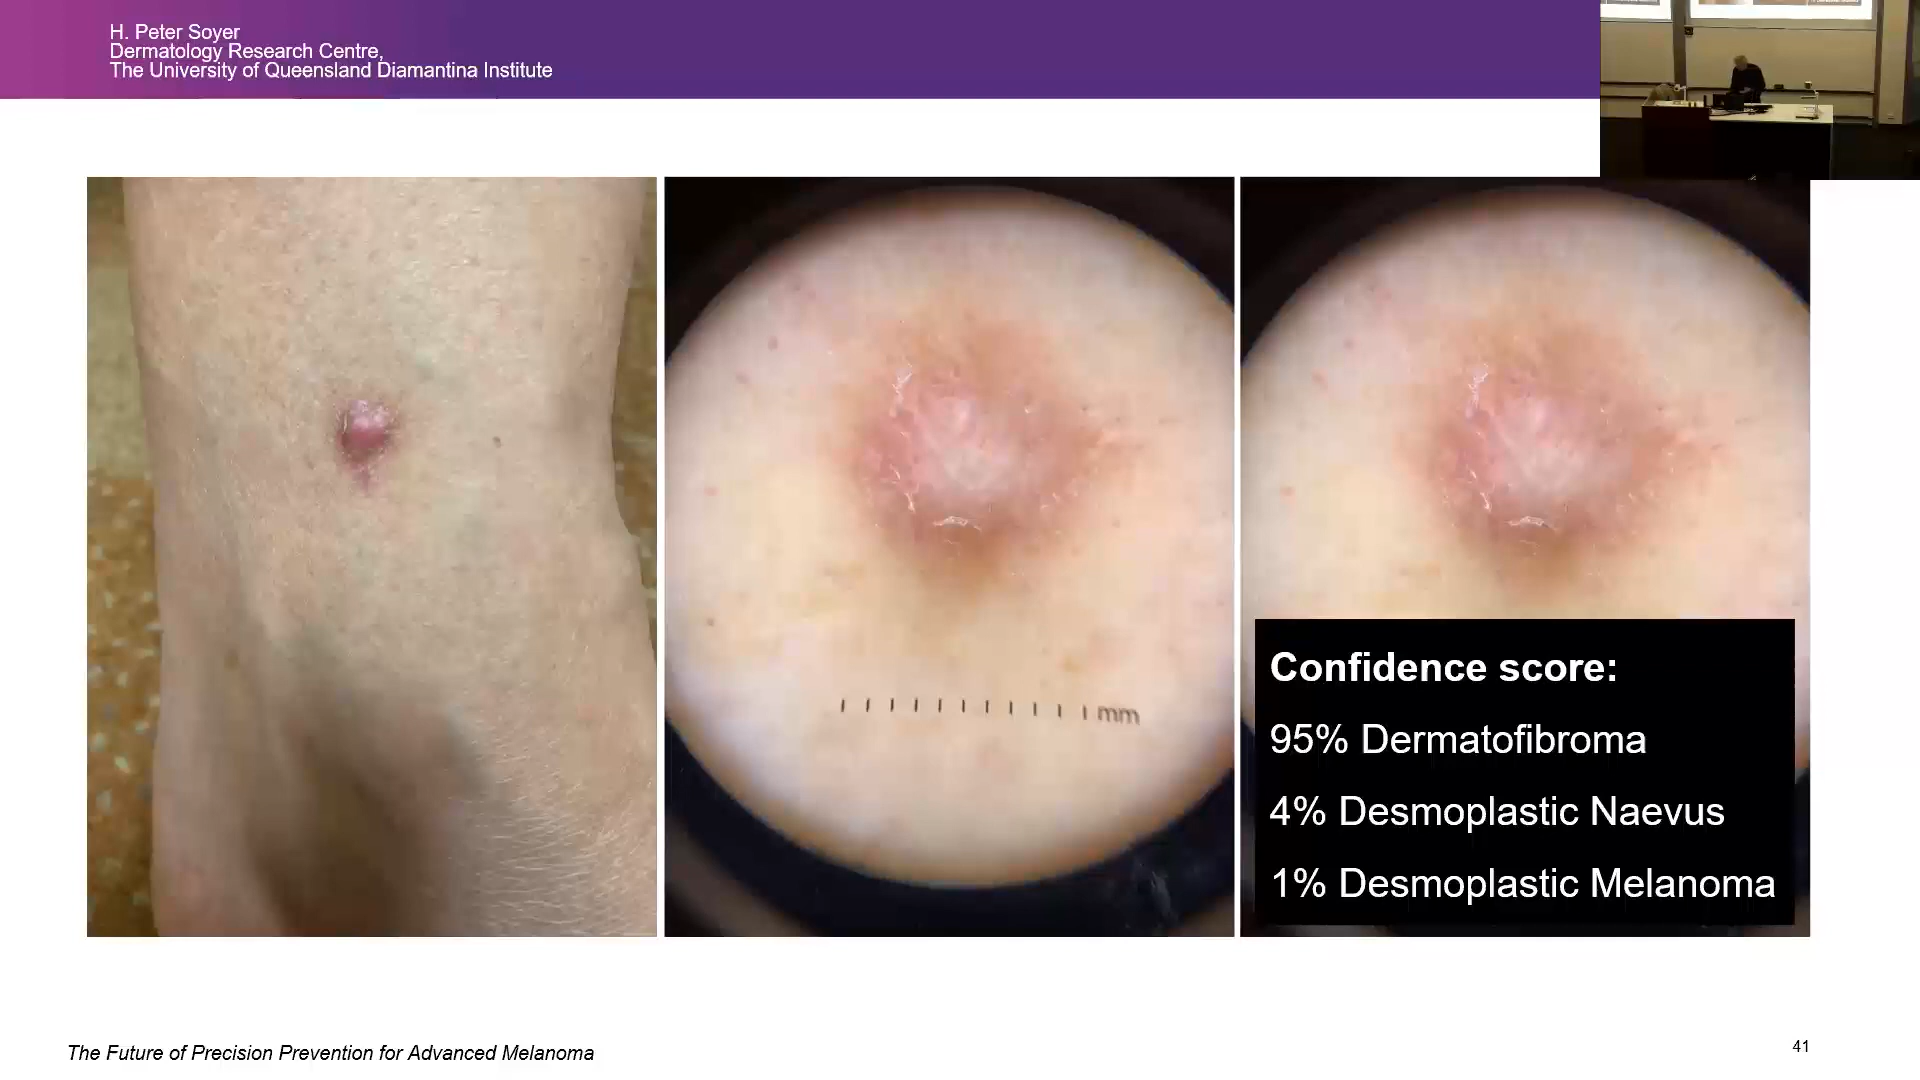 H. Peter Soyer
Dermatology Research Centre,
The University of Queensland Diamantina Institute
mm
Confidence score:
95% Dermatofibroma
4% Desmoplastic Naevus
1% Desmoplastic Melanoma
The Future of Precision Prevention for Advanced Melanoma
41